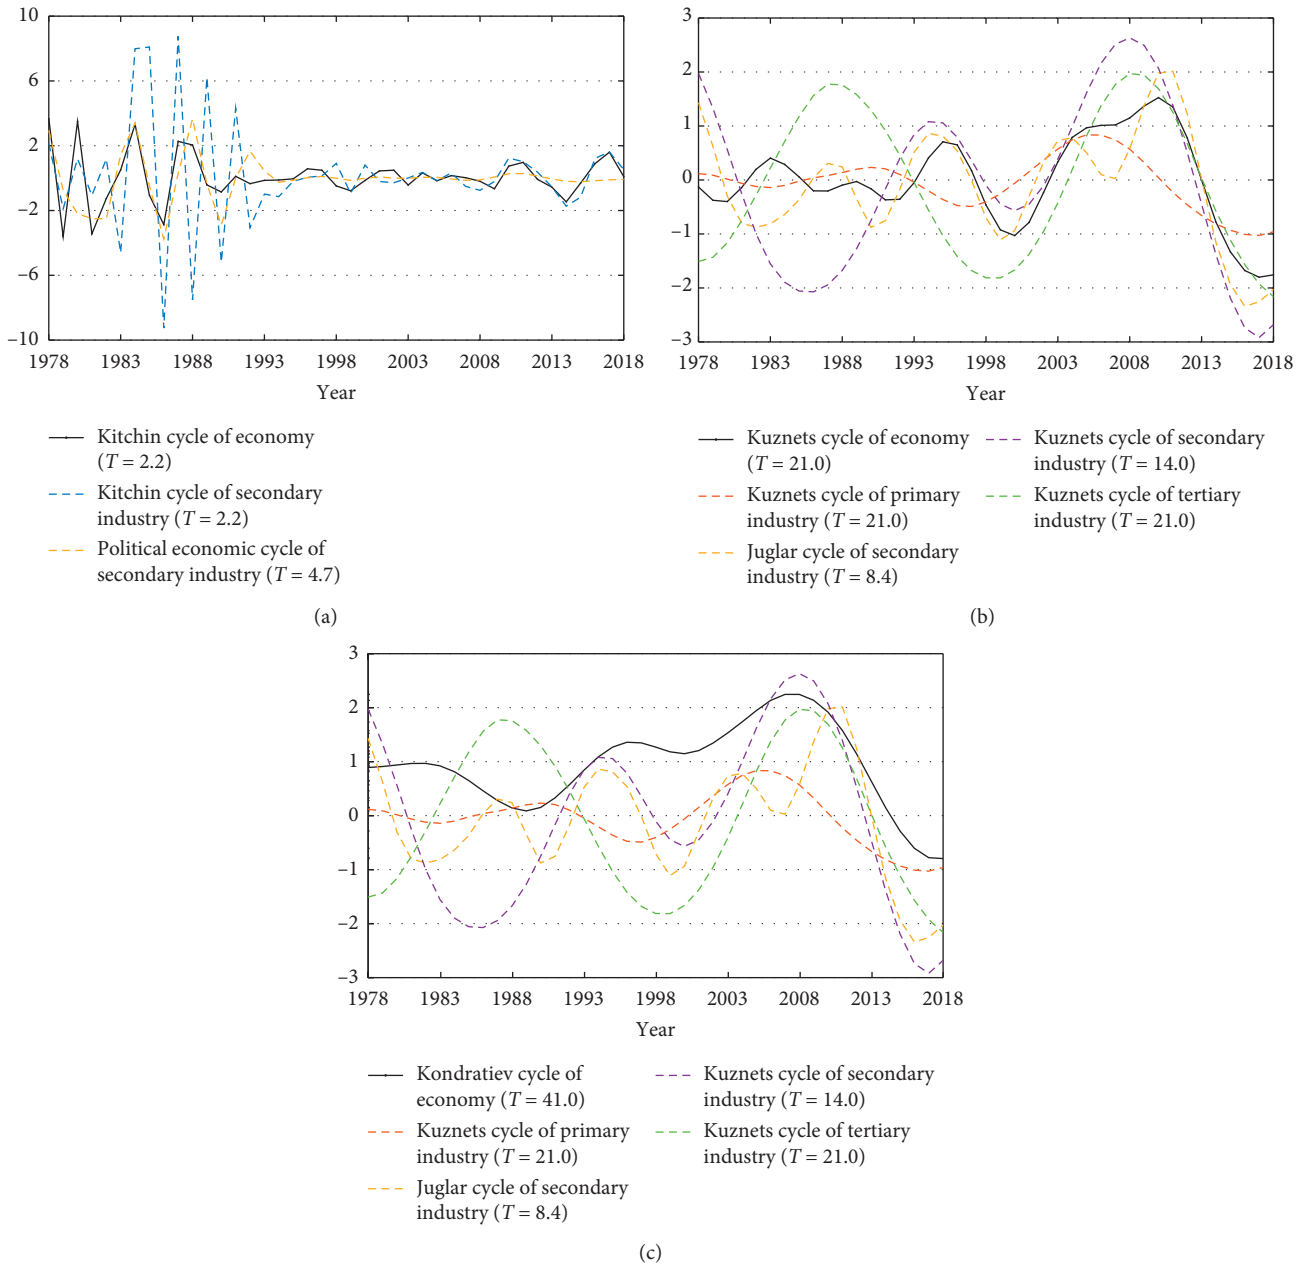 10
6
2
−2
−6
−10
1978 1983 1988 1993 1998 2003 2008 2013 2018
Year
Kitchin cycle of economy
(T = 2.2)
Kitchin cycle of secondary
industry (T = 2.2)
Political economic cycle of
secondary industry (T = 4.7)
(a)
3
2
1
0
−1
−2
−3
1978 1983 1988 1993 1998 2003 2008 2013 2018
Year
Kuznets cycle of economy
(T = 21.0)
Kuznets cycle of primary
industry (T = 21.0)
Juglar cycle of secondary
industry (T = 8.4)
Kuznets cycle of secondary
industry (T = 14.0)
Kuznets cycle of tertiary
industry (T = 21.0)
(b)
3
2
1
0
−1
−2
−3
1978 1983 1988 1993 1998 2003 2008 2013 2018
Year
Kondratiev cycle of
economy (T = 41.0)
Kuznets cycle of primary
industry (T = 21.0)
Juglar cycle of secondary
industry (T = 8.4)
Kuznets cycle of secondary
industry (T = 14.0)
Kuznets cycle of tertiary
industry (T = 21.0)
(c)